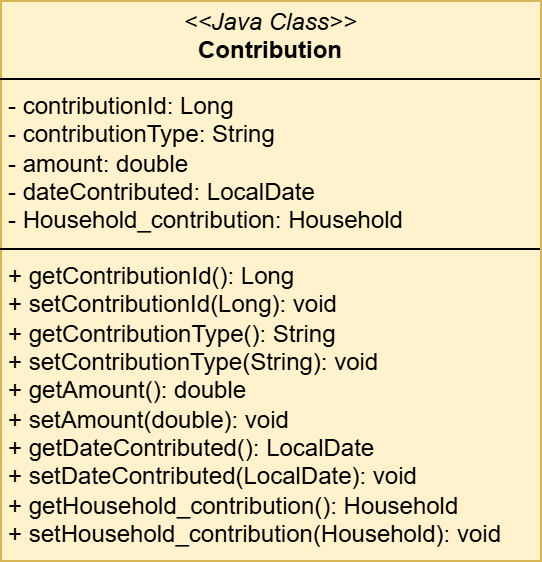 <<Java Class>>
Contribution
- contributionId: Long
- contributionType: String
- amount: double
- dateContributed: LocalDate
- Household_contribution: Household
+ getContributionId(): Long
+ setContributionId(Long): void
+ getContributionType(): String
+ setContributionType(String): void
+ getAmount(): double
+ setAmount(double): void
+ getDateContributed(): LocalDate
+ setDateContributed(LocalDate): void
+ getHousehold_contribution(): Household
+ setHousehold_contribution(Household): void